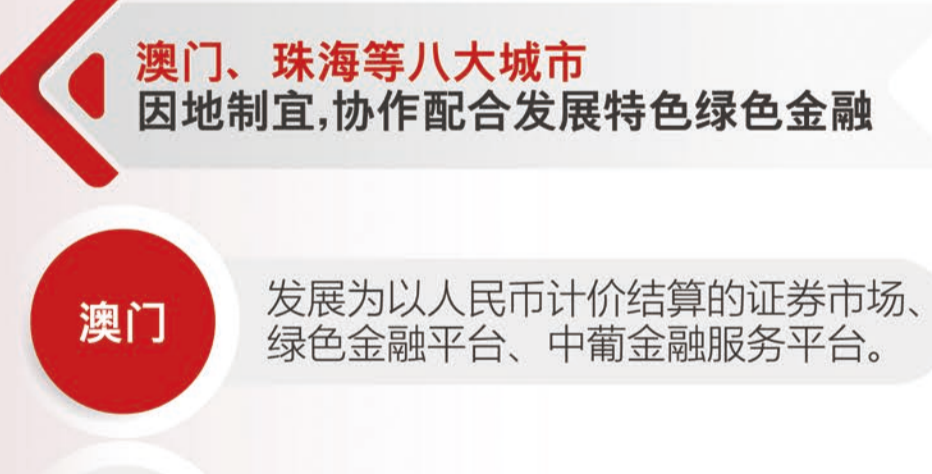 澳门、珠海等八大城市
因地制宜,协作配合发展特色绿色金融
澳门
发展为以人民币计价结算的证券市场、
绿色金融平台、中葡金融服务平台。